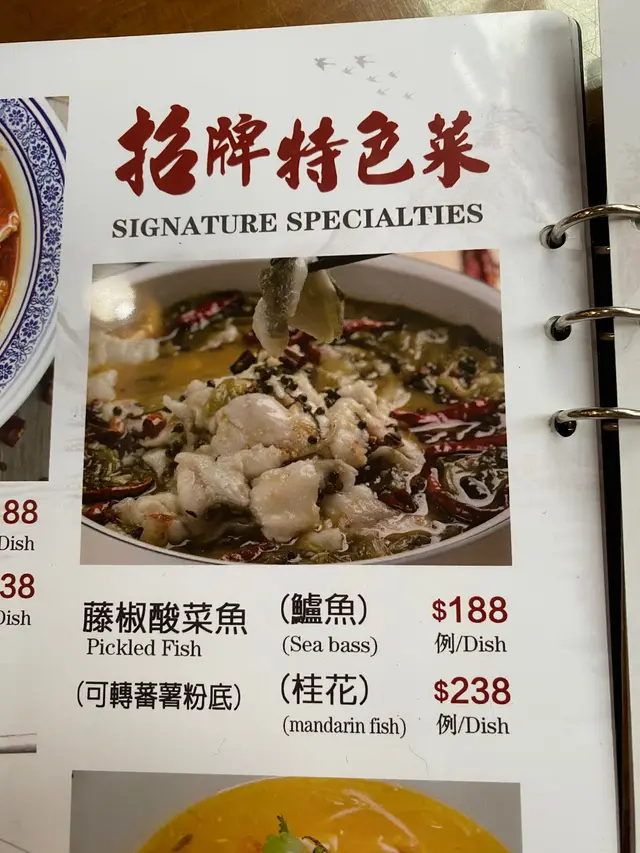 招牌特色菜
SIGNATURE SPECIALTIES
88
Dish
38
Dish
藤椒酸菜魚 (鱸魚) $188
Pickled Fish (Sea bass) 例/Dish
(可轉蕃薯粉底) (桂花) $238
(mandarin fish) 例/Dish